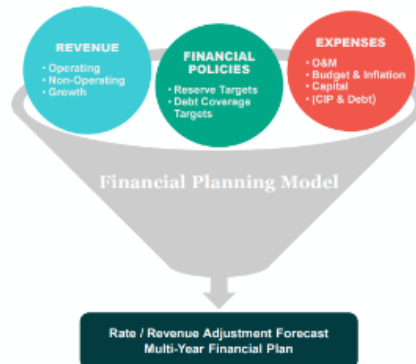 REVENUE
• Operating
• Non-Operating
• Growth
FINANCIAL
POLICIES
• Reserve Targets
• Debt Coverage
Targets
EXPENSES
• O&M
• Budget & Inflation
• Capital
• (CIP & Debt)
Financial Planning Model
Rate / Revenue Adjustment Forecast
Multi-Year Financial Plan